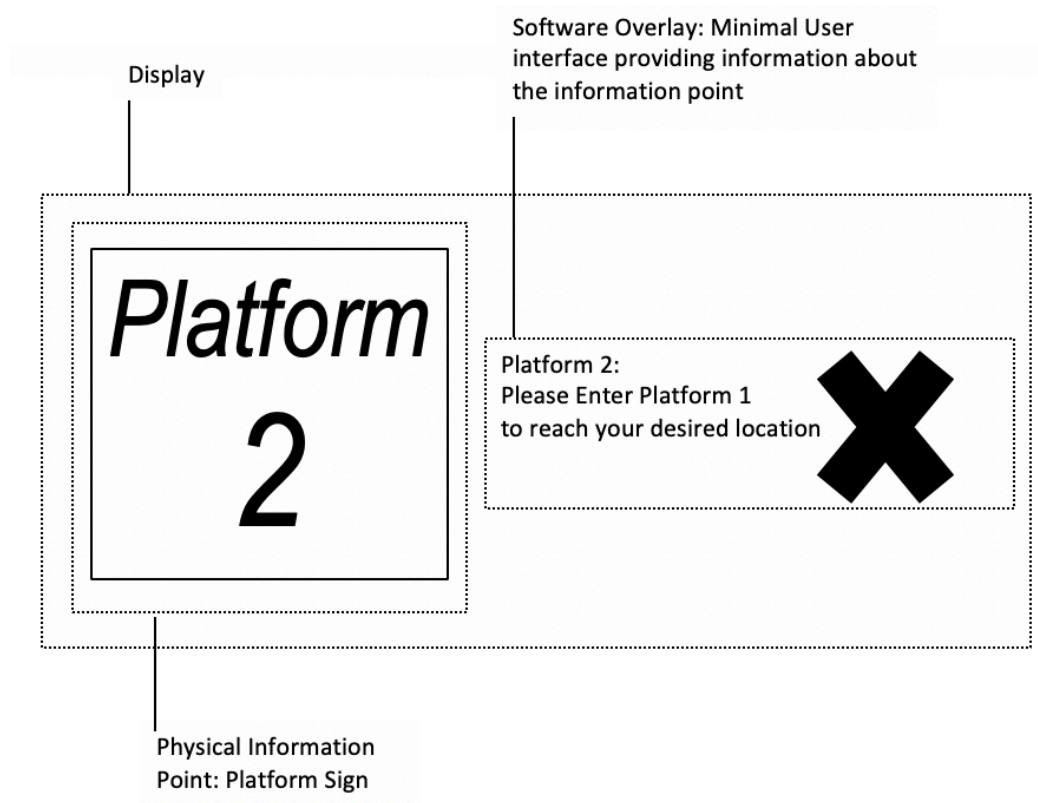 Software Overlay: Minimal User
interface providing information about
the information point
Display
Platform
2
Platform 2:
Please Enter Platform 1
to reach your desired location
Physical Information
Point: Platform Sign